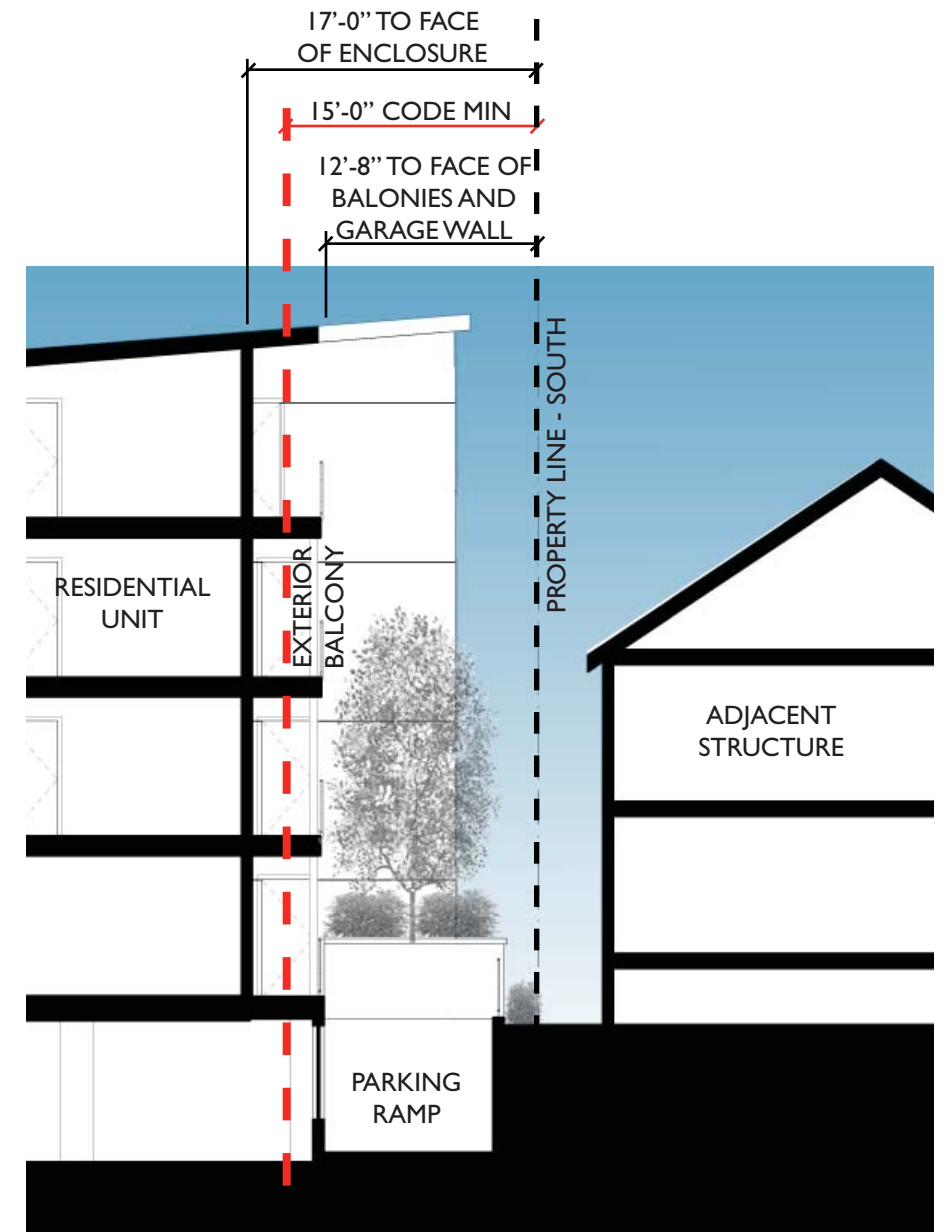 17'-0” TO FACE
OF ENCLOSURE
15'-0” CODE MIN
12'-8” TO FACE OF
BALONIES AND
GARAGE WALL
PROPERTY LINE - SOUTH
RESIDENTIAL
UNIT
EXTERIOR
BALCONY
ADJACENT
STRUCTURE
PARKING
RAMP